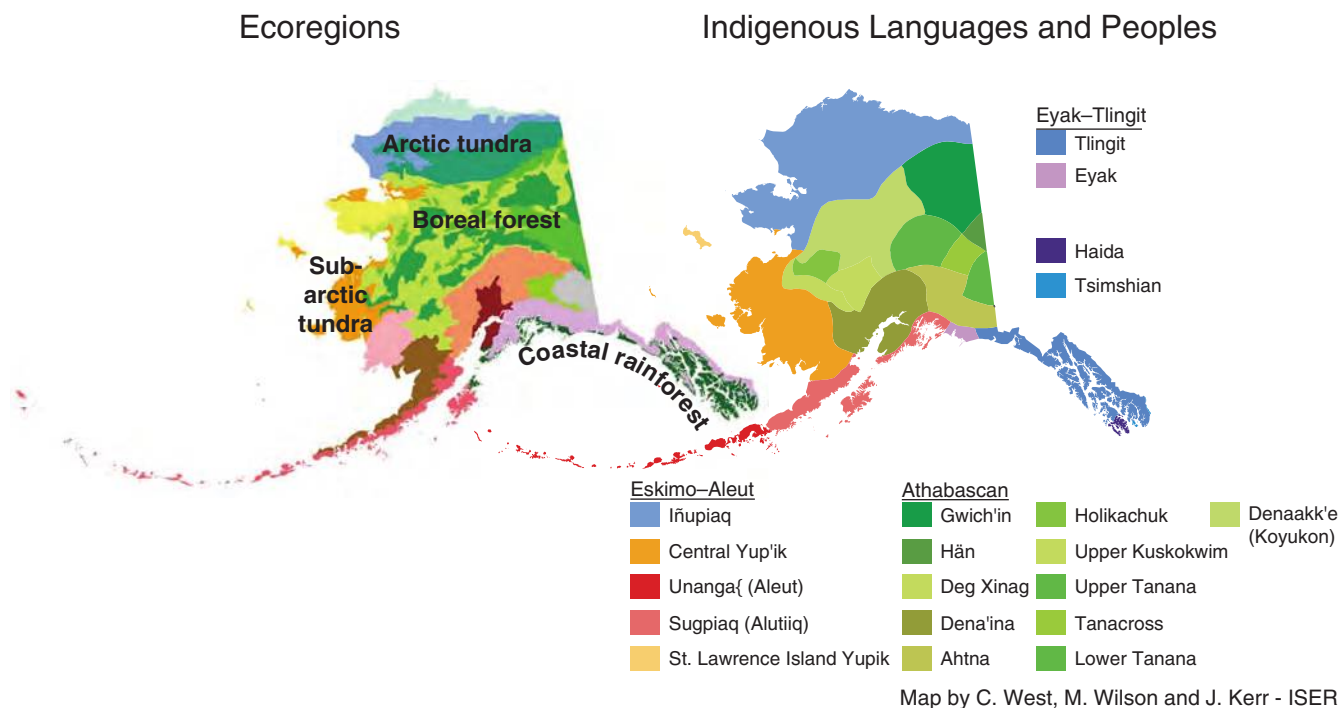 Ecoregions
Indigenous Languages and Peoples
Arctic tundra
Boreal forest
Sub-
arctic
tundra
Coastal rainforest
Eyak–Tlingit
Tlingit
Eyak
Haida
Tsimshian
Eskimo–Aleut
Iñupiaq
Central Yup'ik
Unanga{ (Aleut)
Sugpiaq (Alutiiq)
St. Lawrence Island Yupik
Athabascan
Gwich'in
Hän
Deg Xinag
Dena'ina
Ahtna
Holikachuk
Upper Kuskokwim
Upper Tanana
Tanacross
Lower Tanana
Denaakk'e
(Koyukon)
Map by C. West, M. Wilson and J. Kerr - ISER